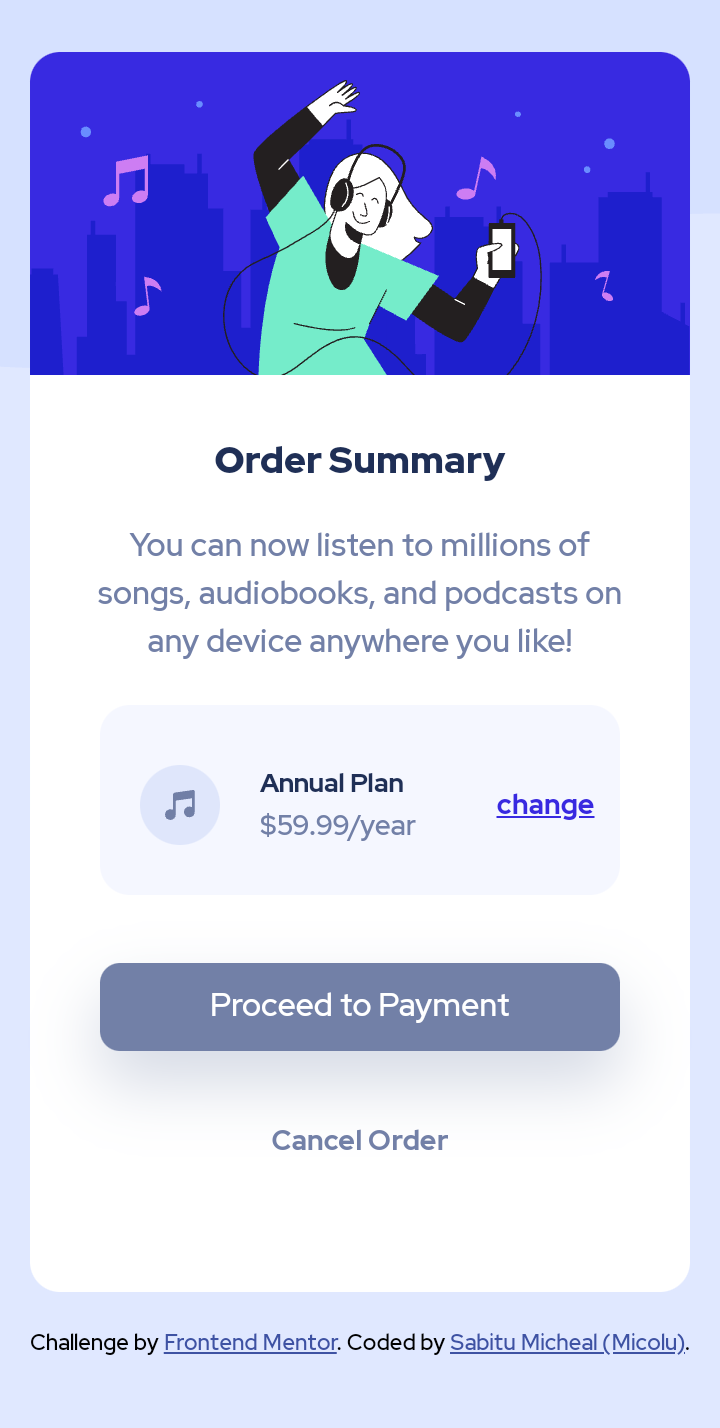 Order Summary
You can now listen to millions of
songs, audiobooks, and podcasts on
any device anywhere you like!
Annual Plan
$59.99/year
change
Proceed to Payment
Cancel Order
Challenge by Frontend Mentor. Coded by Sabitu Micheal (Micolu).